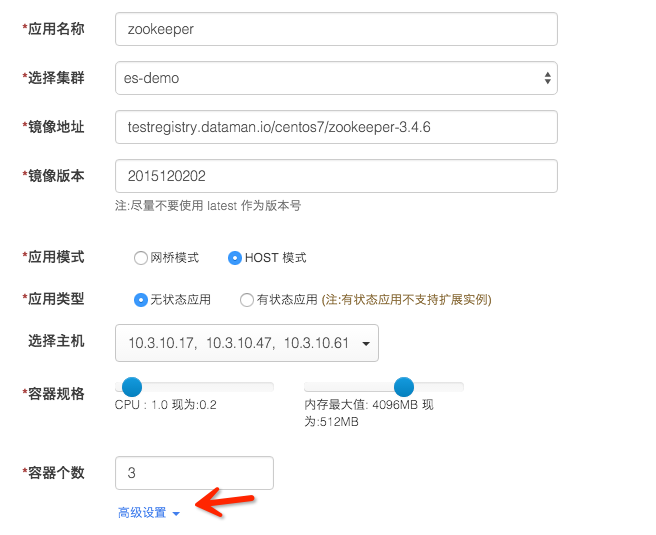 *应用名称 zookeeper
*选择集群 es-demo
*镜像地址 testregistry.dataman.io/centos7/zookeeper-3.4.6
*镜像版本 2015120202
注:尽量不要使用 latest 作为版本号
*应用模式 网桥模式 HOST 模式
*应用类型 无状态应用 有状态应用 (注:有状态应用不支持扩展实例)
选择主机 10.3.10.17, 10.3.10.47, 10.3.10.61
*容器规格
CPU : 1.0 现为:0.2 内存最大值: 4096MB 现
为:512MB
*容器个数 3
高级设置